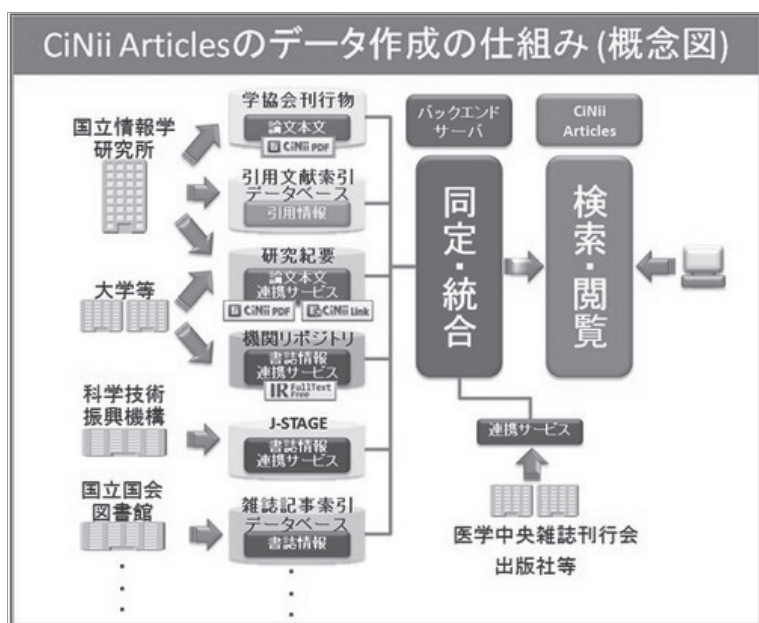 CiNii Articlesのデータ作成の仕組み(概念図)
国立情報学
研究所
大学等
科学技術
振興機構
国立国会
図書館
学協会刊行物
論文本文
CiNii PDF
引用文献索引
データベース
引用情報
研究紀要
論文本文
連携サービス
CiNii PDF
CiNii Link
機関リポジトリ
書誌情報
連携サービス
IR FullText Free
J-STAGE
書誌情報
連携サービス
雑誌記事索引
データベース
書誌情報
バックエンド
サーバ
同定・統合
CiNii
Articles
検索・閲覧
連携サービス
医学中央雑誌刊行会
出版社等